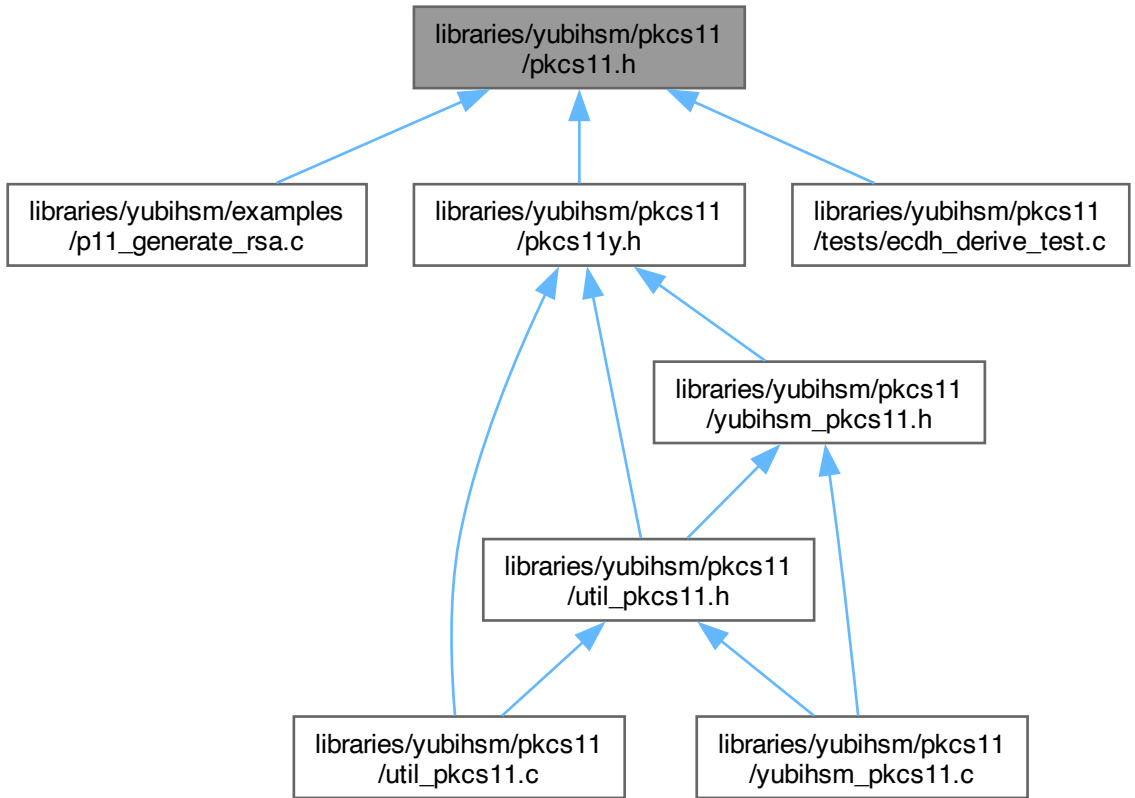 libraries/yubihsm/pkcs11
/pkcs11.h
libraries/yubihsm/examples
/p11_generate_rsa.c
libraries/yubihsm/pkcs11
/pkcs11y.h
libraries/yubihsm/pkcs11
/tests/ecdh_derive_test.c
libraries/yubihsm/pkcs11
/yubihsm_pkcs11.h
libraries/yubihsm/pkcs11
/util_pkcs11.h
libraries/yubihsm/pkcs11
/util_pkcs11.c
libraries/yubihsm/pkcs11
/yubihsm_pkcs11.c